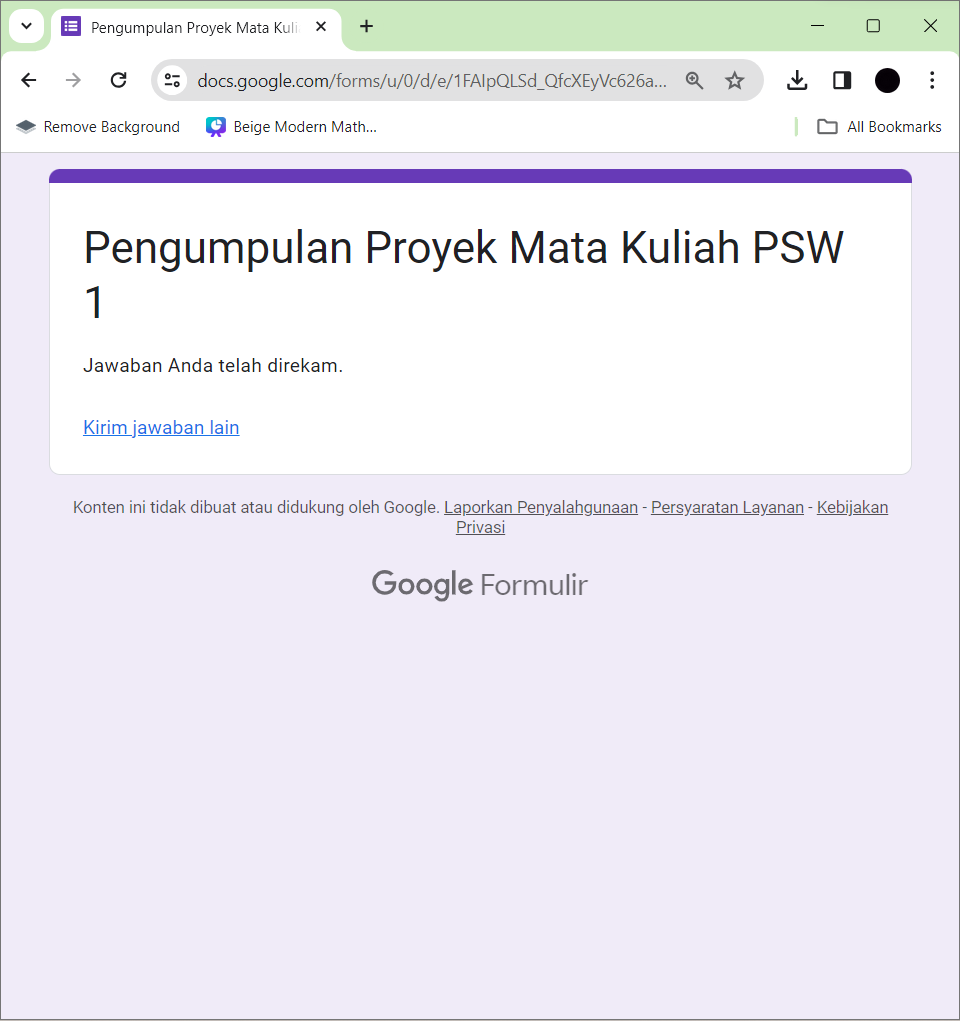 Pengumpulan Proyek Mata Kuli
docs.google.com/forms/u/0/d/e/1FAIpQLSd_QfcXEyVc626a...
Remove Background
Beige Modern Math...
All Bookmarks
Pengumpulan Proyek Mata Kuliah PSW
1
Jawaban Anda telah direkam.
Kirim jawaban lain
Konten ini tidak dibuat atau didukung oleh Google. Laporkan Penyalahgunaan - Persyaratan Layanan - Kebijakan
Privasi
Google Formulir